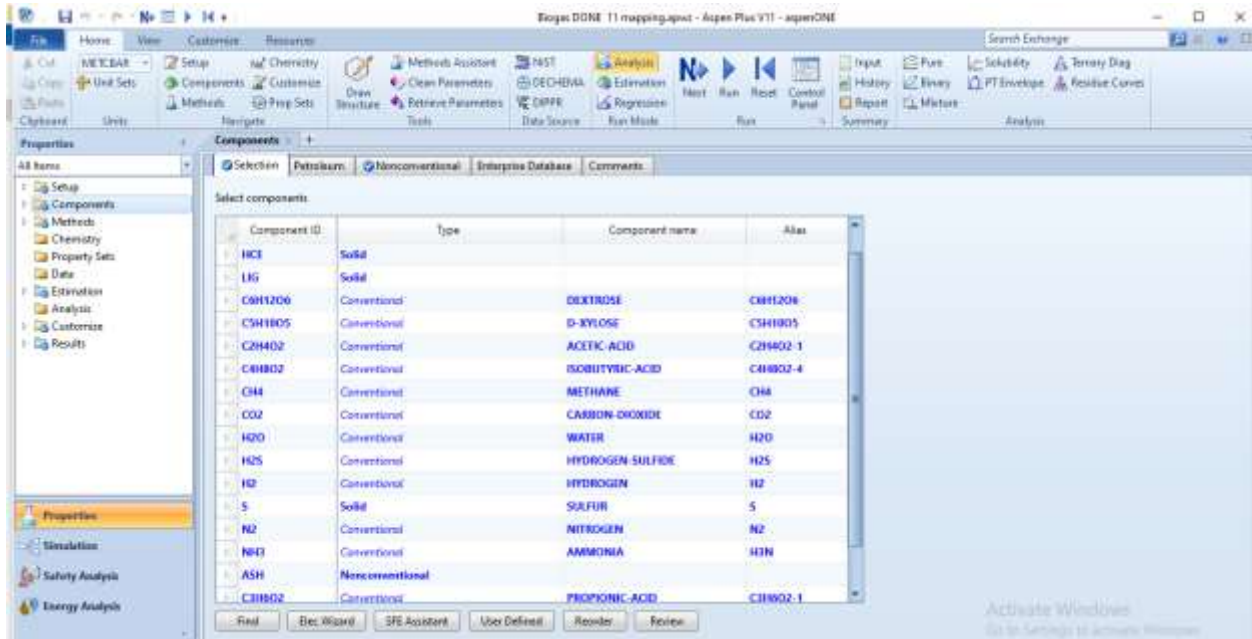 Biogas DONE 11 mapping.apwz - Aspen Plus V11 - aspenONE
File Home View Customize Resources Search Exchange
Cut METCBAR Setup Chemistry Methods Assistant NIST Analysis Input Pure Solubility Ternary Diag
Copy Unit Sets Components Customize Clean Parameters DECHEMA Estimation History Binary PT Envelope Residue Curves
Paste Methods Prop Sets Draw Structure Retrieve Parameters DIPPR Regression Next Run Reset Control Panel Report Mixture
Clipboard Units Navigate Tools Data Source Run Mode Run Summary Analysis
Properties
Components +
All Items
Selection Petroleum Nonconventional Enterprise Database Comments
Setup
Components
Methods
Chemistry
Property Sets
Data
Estimation
Analysis
Customize
Results
Properties
Simulation
Safety Analysis
Energy Analysis
Select components
Component ID Type Component name Alias
Solid
LIG Solid
C6H12O6 Conventional DEXTROSE C6H12O6
C5H10O5 Conventional D-XYLOSE C5H10O5
C2H4O2 Conventional ACETIC-ACID C2H4O2-1
C4H8O2 Conventional ISOBUTYRIC-ACID C4H8O2-4
CH4 Conventional METHANE CH4
CO2 Conventional CARBON-DIOXIDE CO2
H2O Conventional WATER H2O
H2S Conventional HYDROGEN-SULFIDE H2S
H2 Conventional HYDROGEN H2
S Solid SULFUR S
N2 Conventional NITROGEN N2
NH3 Conventional AMMONIA H3N
ASH Nonconventional
C3H6O2 Conventional PROPIONIC-ACID C3H6O2-1
Find Elec Wizard SFE Assistant User Defined Reorder Review
Activate Windows
Go to Settings to activate Windows.